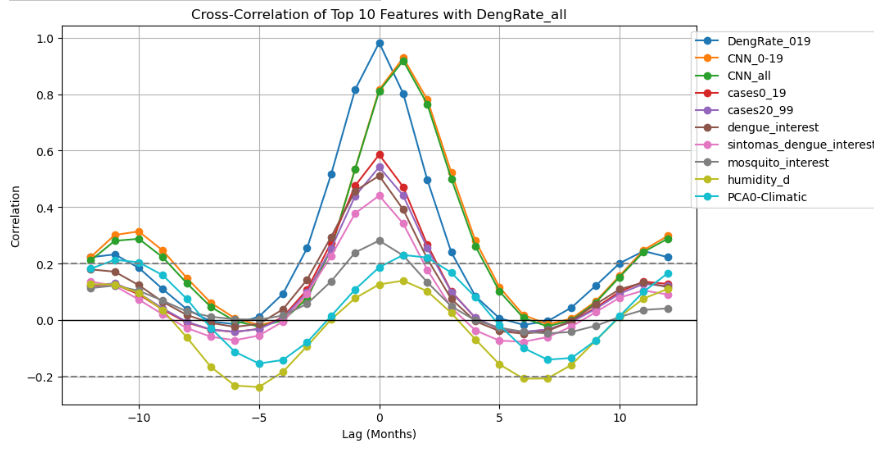 Cross-Correlation of Top 10 Features with DengRate_all
1.0
0.8
0.6
0.4
0.2
0.0
−0.2
Correlation
−10
−5
0
5
10
Lag (Months)
DengRate_019
CNN_0-19
CNN_all
cases0_19
cases20_99
dengue_interest
sintomas_dengue_interest
mosquito_interest
humidity_d
PCA0-Climatic